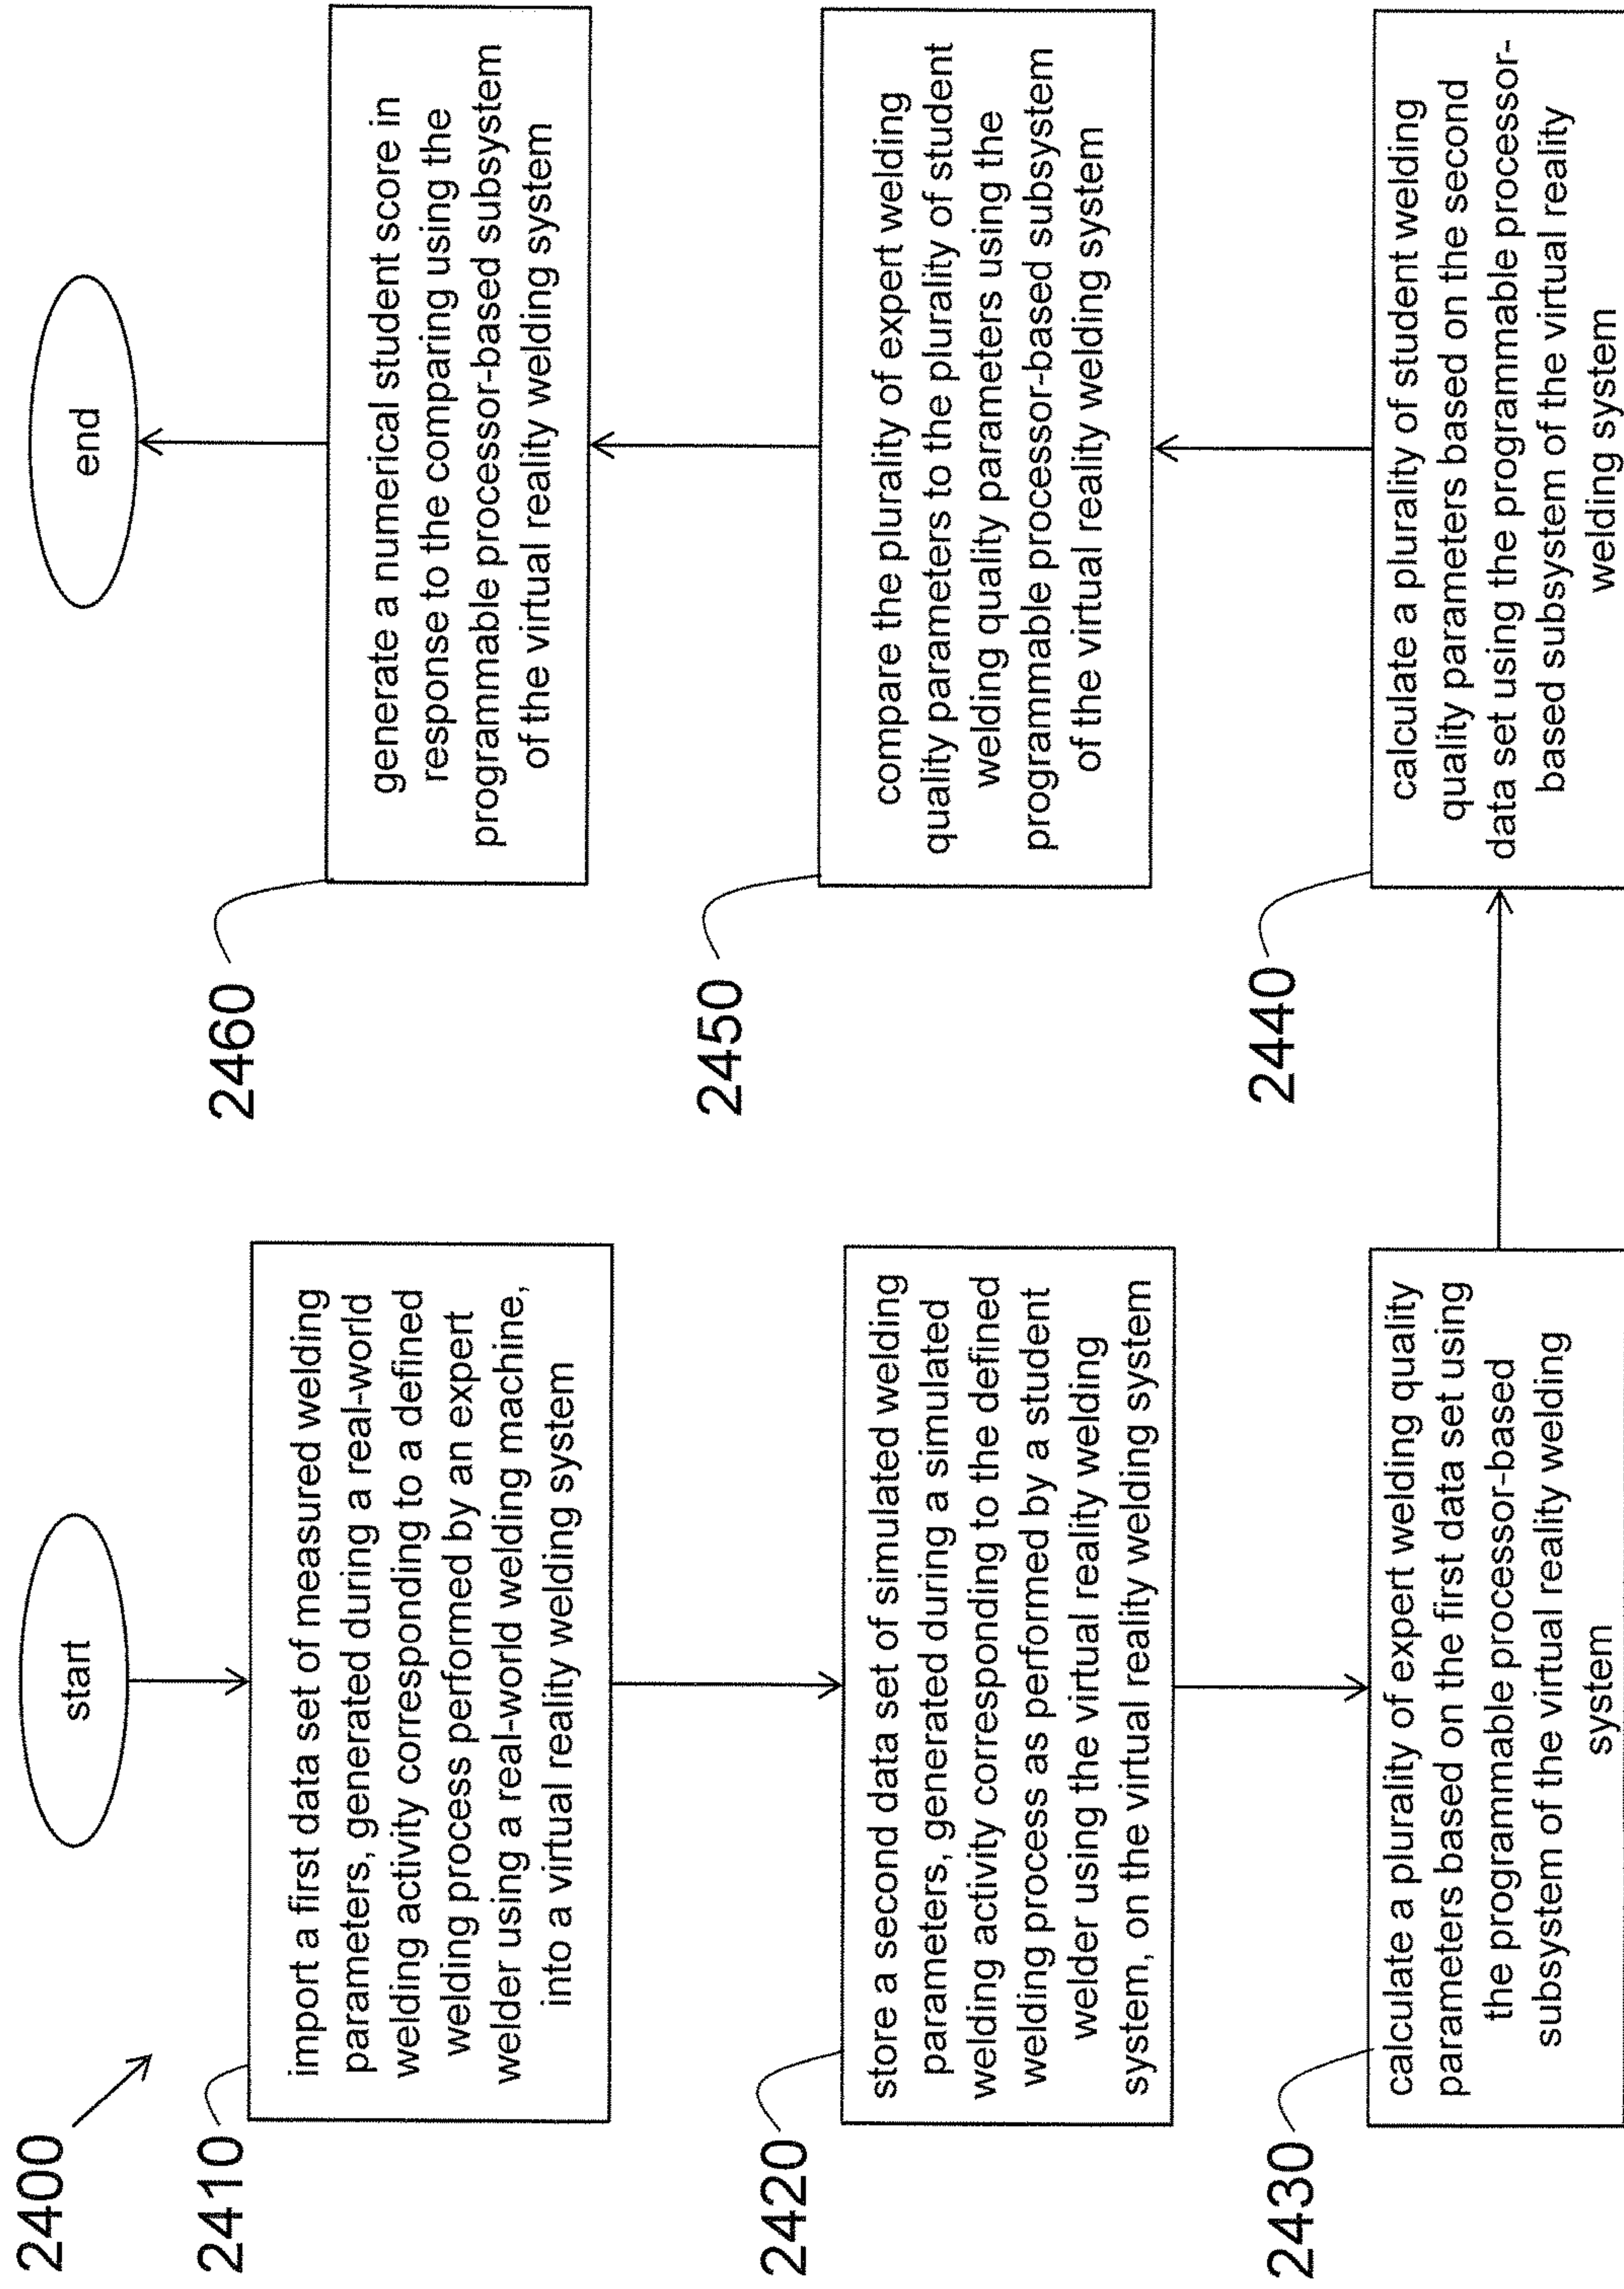 2400
start
2410
import a first data set of measured welding
parameters, generated during a real-world
welding activity corresponding to a defined
welding process performed by an expert
welder using a real-world welding machine,
into a virtual reality welding system
2420
store a second data set of simulated welding
parameters, generated during a simulated
welding activity corresponding to the defined
welding process as performed by a student
welder using the virtual reality welding
system, on the virtual reality welding system
2430
calculate a plurality of expert welding quality
parameters based on the first data set using
the programmable processor-based
subsystem of the virtual reality welding
system
2440
calculate a plurality of student welding
quality parameters based on the second
data set using the programmable processor-
based subsystem of the virtual reality
welding system
2450
compare the plurality of expert welding
quality parameters to the plurality of student
welding quality parameters using the
programmable processor-based subsystem
of the virtual reality welding system
2460
generate a numerical student score in
response to the comparing using the
programmable processor-based subsystem
of the virtual reality welding system
end